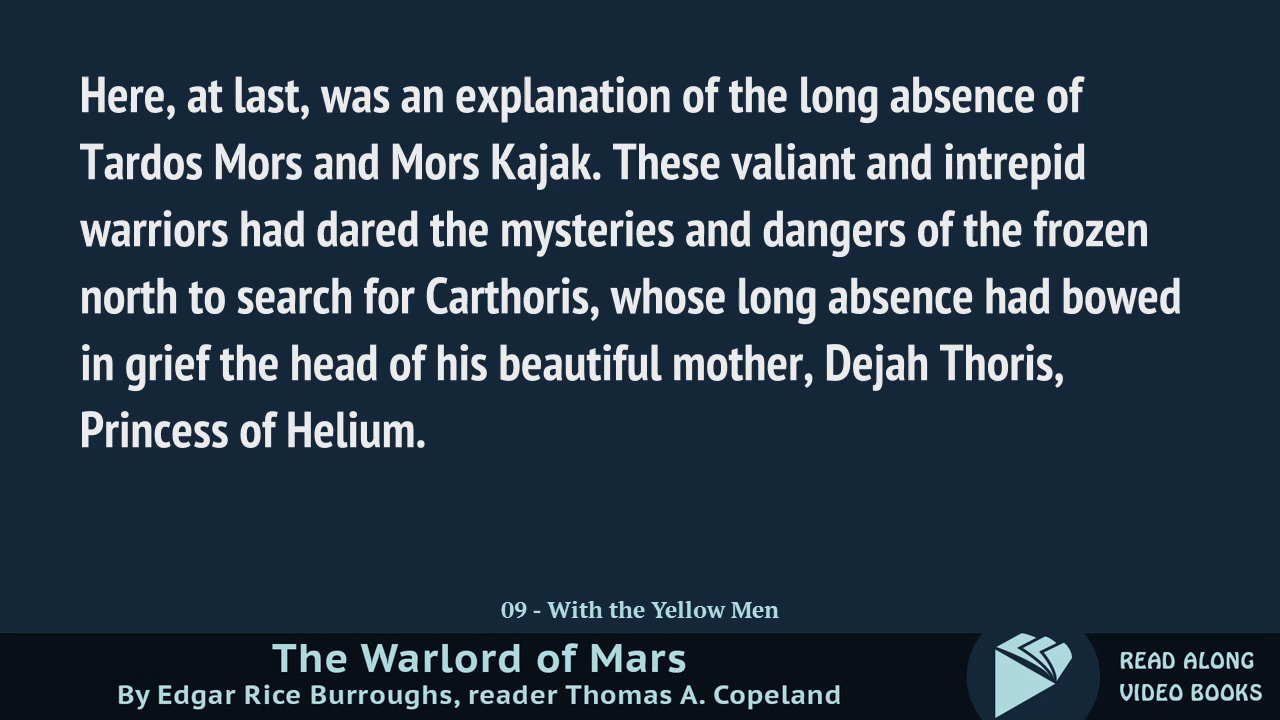 Here, at last, was an explanation of the long absence of
Tardos Mors and Mors Kajak. These valiant and intrepid
warriors had dared the mysteries and dangers of the frozen
north to search for Carthoris, whose long absence had bowed
in grief the head of his beautiful mother, Dejah Thoris,
Princess of Helium.
09 - With the Yellow Men
The Warlord of Mars
By Edgar Rice Burroughs, reader Thomas A. Copeland
READ ALONG
VIDEO BOOKS